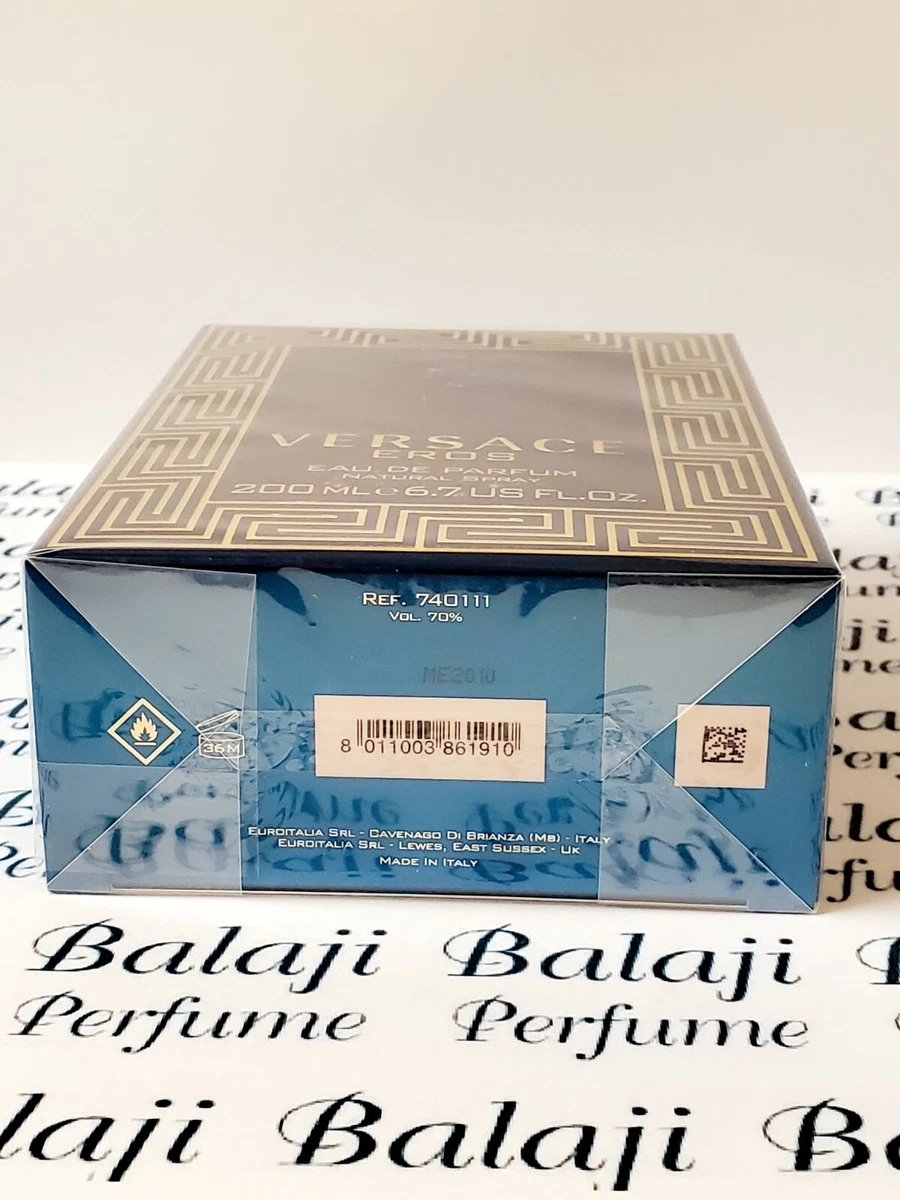 VERSACE
EROS
EAU DE PARFUM
NATURAL SPRAY
200 ML e 6.7 US FL.OZ.
REF. 740111
VOL. 70%
36M
8 011003 861910
EUROITALIA SRL - CAVENAGO DI BRIANZA (MB) - ITALY
EUROITALIA SRL - LEWES, EAST SUSSEX - UK
MADE IN ITALY
Balaji Balaji
Perfume Perfume
Balaji